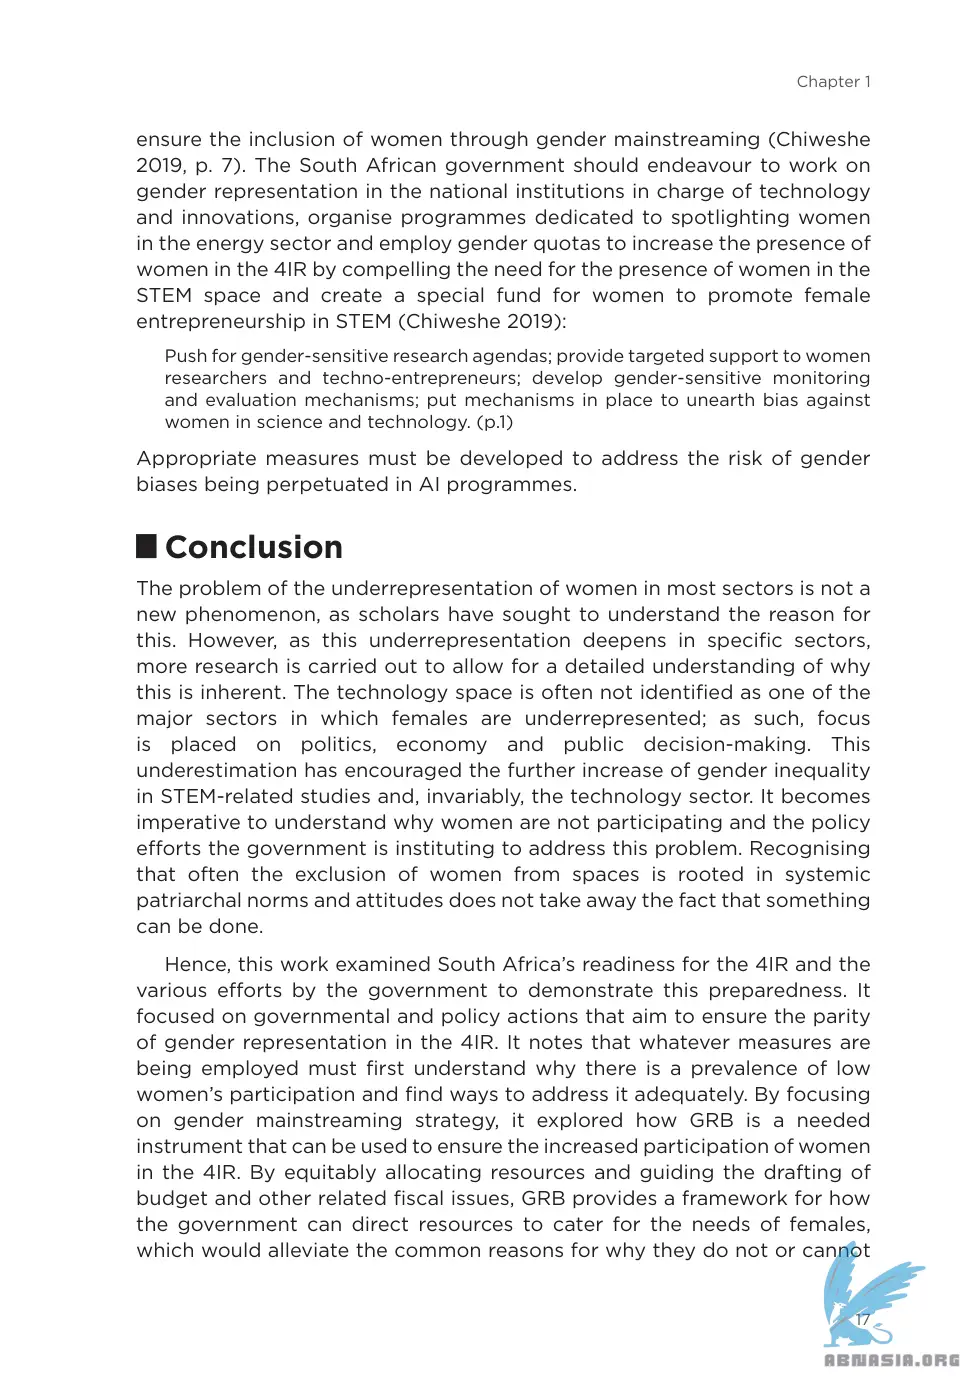 Chapter 1
ensure the inclusion of women through gender mainstreaming (Chiweshe
2019, p. 7). The South African government should endeavour to work on
gender representation in the national institutions in charge of technology
and innovations, organise programmes dedicated to spotlighting women
in the energy sector and employ gender quotas to increase the presence of
women in the 4IR by compelling the need for the presence of women in the
STEM space and create a special fund for women to promote female
entrepreneurship in STEM (Chiweshe 2019):
Push for gender-sensitive research agendas; provide targeted support to women
researchers and techno-entrepreneurs; develop gender-sensitive monitoring
and evaluation mechanisms; put mechanisms in place to unearth bias against
women in science and technology. (p.1)
Appropriate measures must be developed to address the risk of gender
biases being perpetuated in AI programmes.
Conclusion
The problem of the underrepresentation of women in most sectors is not a
new phenomenon, as scholars have sought to understand the reason for
this. However, as this underrepresentation deepens in specific sectors,
more research is carried out to allow for a detailed understanding of why
this is inherent. The technology space is often not identified as one of the
major sectors in which females are underrepresented; as such, focus
is placed on politics, economy and public decision-making. This
underestimation has encouraged the further increase of gender inequality
in STEM-related studies and, invariably, the technology sector. It becomes
imperative to understand why women are not participating and the policy
efforts the government is instituting to address this problem. Recognising
that often the exclusion of women from spaces is rooted in systemic
patriarchal norms and attitudes does not take away the fact that something
can be done.
Hence, this work examined South Africa's readiness for the 4IR and the
various efforts by the government to demonstrate this preparedness. It
focused on governmental and policy actions that aim to ensure the parity
of gender representation in the 4IR. It notes that whatever measures are
being employed must first understand why there is a prevalence of low
women's participation and find ways to address it adequately. By focusing
on gender mainstreaming strategy, it explored how GRB is a needed
instrument that can be used to ensure the increased participation of women
in the 4IR. By equitably allocating resources and guiding the drafting of
budget and other related fiscal issues, GRB provides a framework for how
the government can direct resources to cater for the needs of females,
which would alleviate the common reasons for why they do not or cannot
17
ABNASIA.ORG